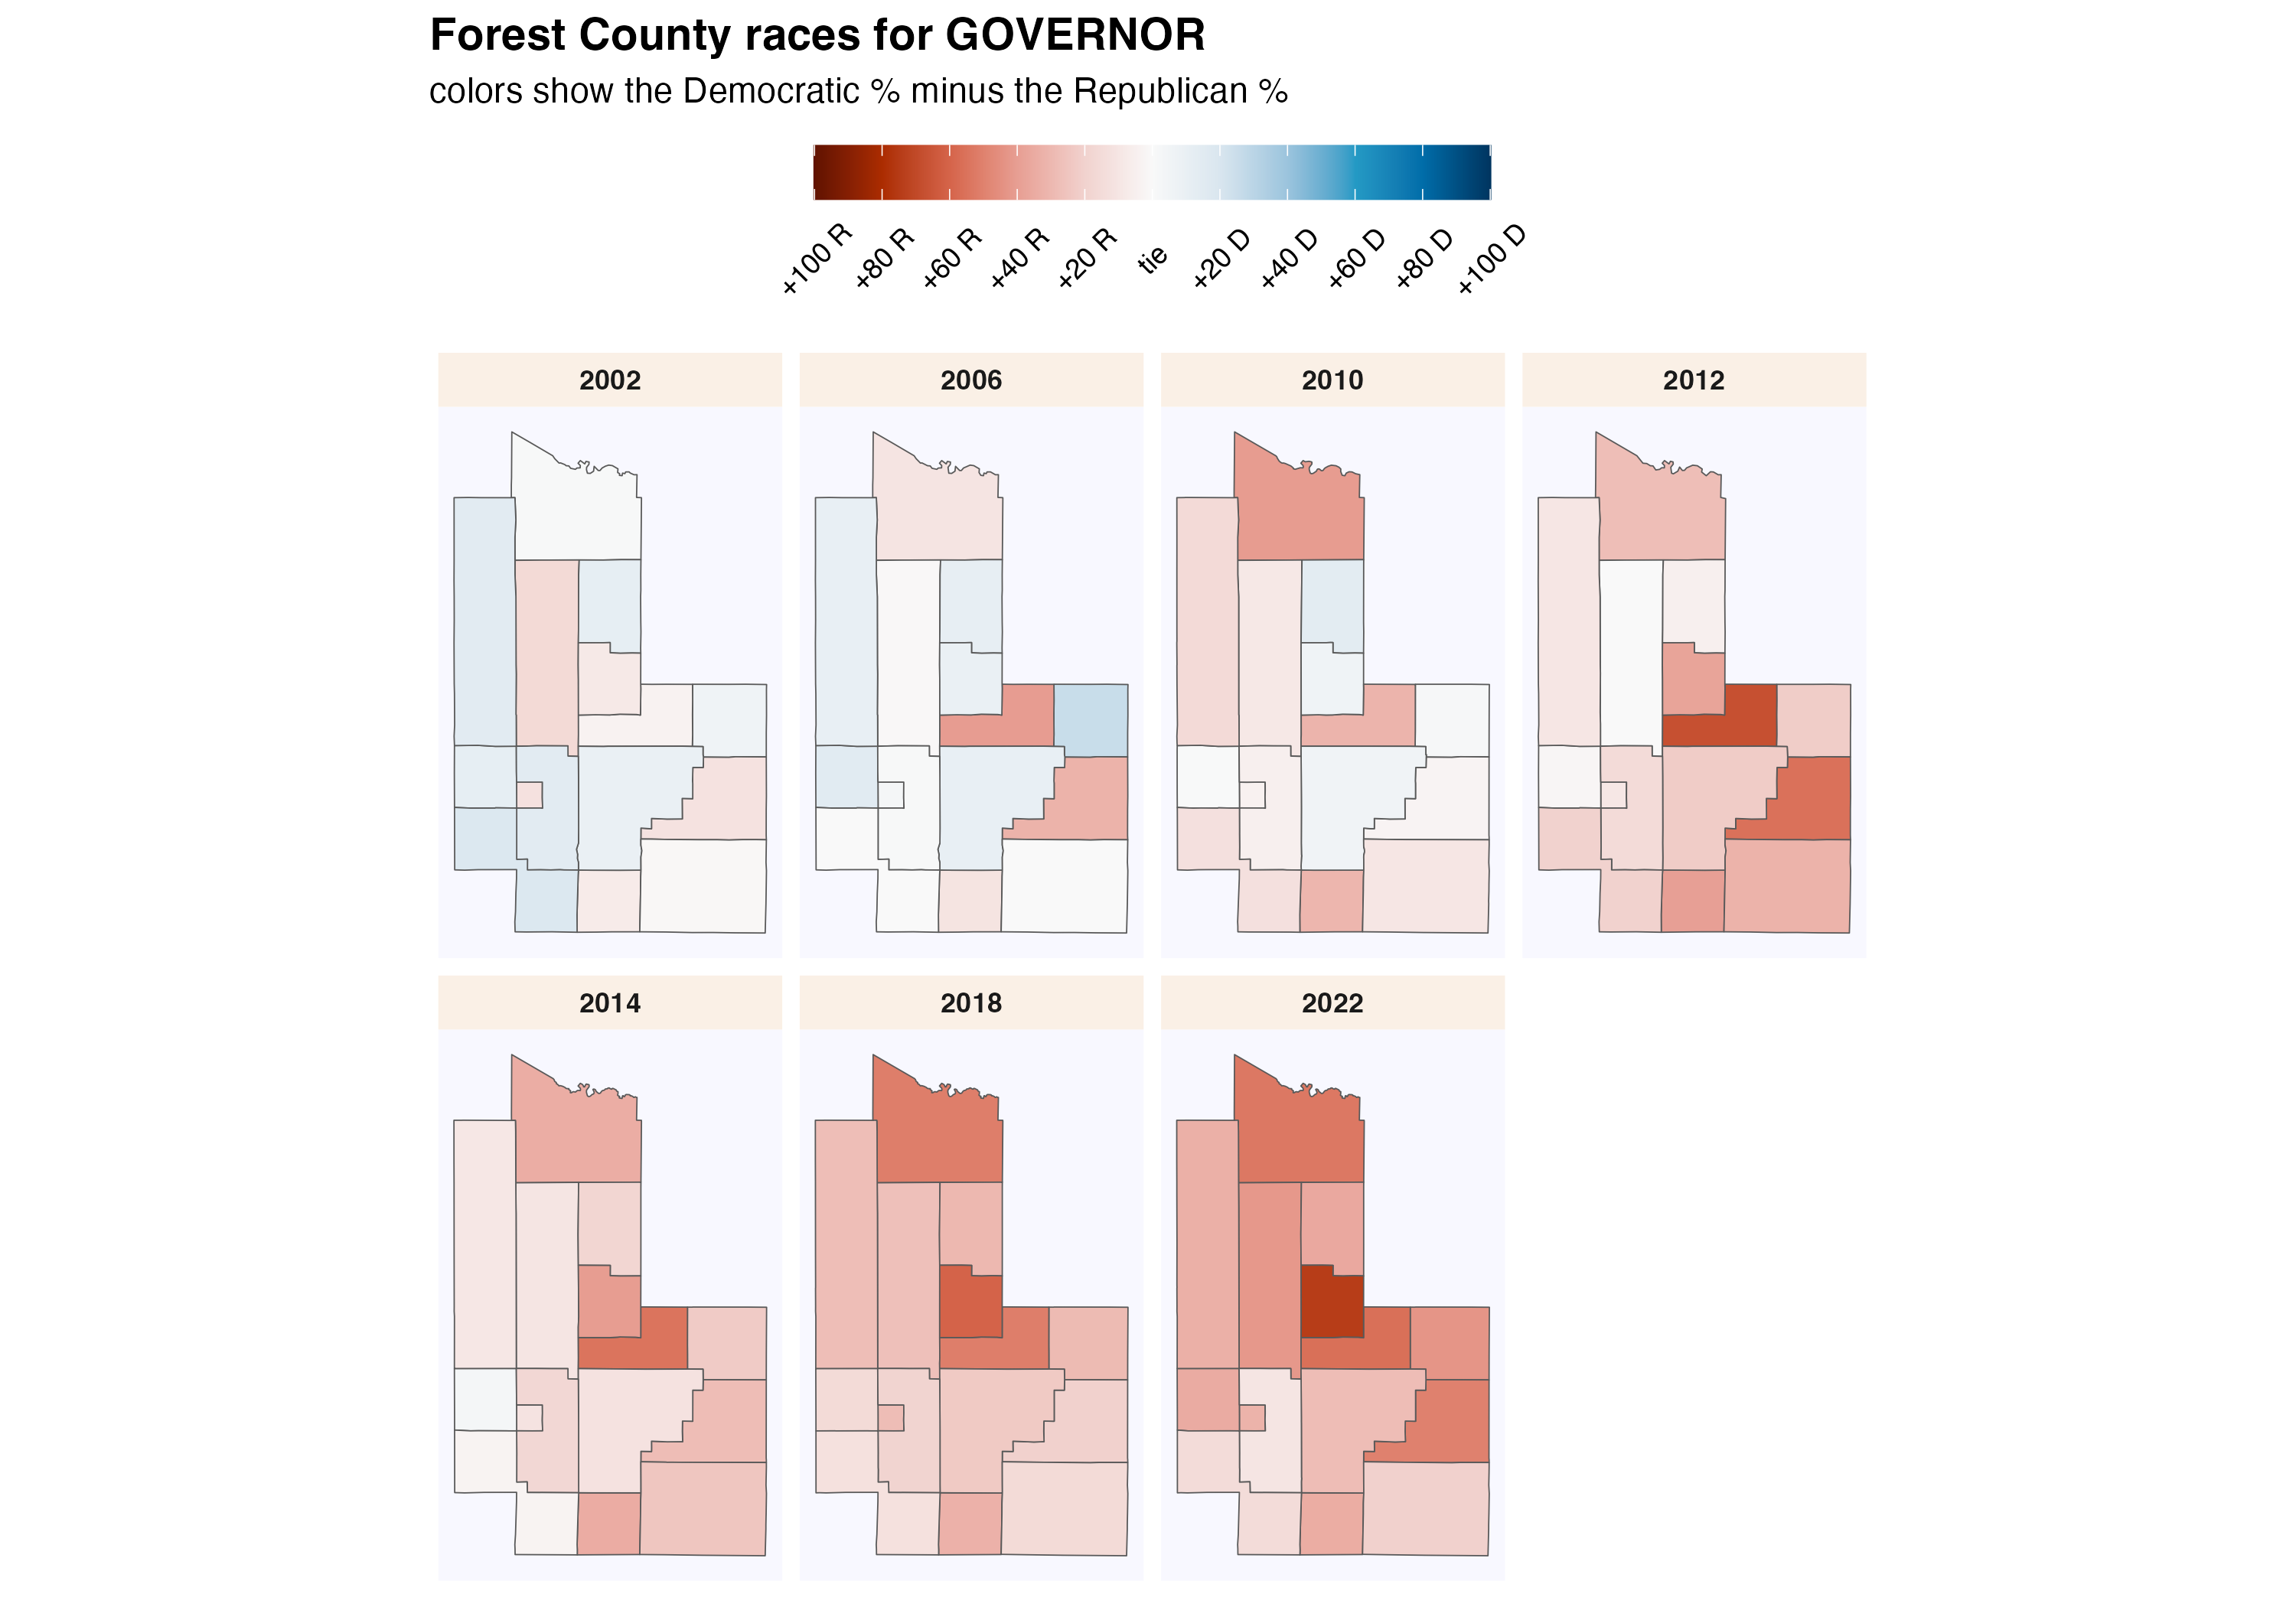 Forest County races for GOVERNOR
colors show the Democratic % minus the Republican %
+100 R
+80 R
+60 R
+40 R
+20 R
tie
+20 D
+40 D
+60 D
+80 D
+100 D
2002
2006
2010
2012
2014
2018
2022